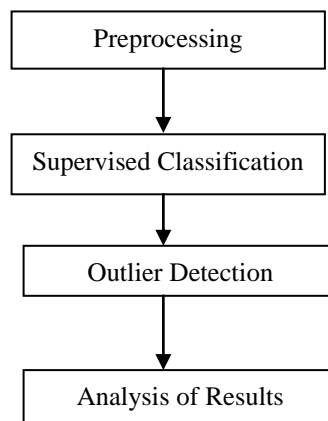 Preprocessing
Supervised Classification
Outlier Detection
Analysis of Results